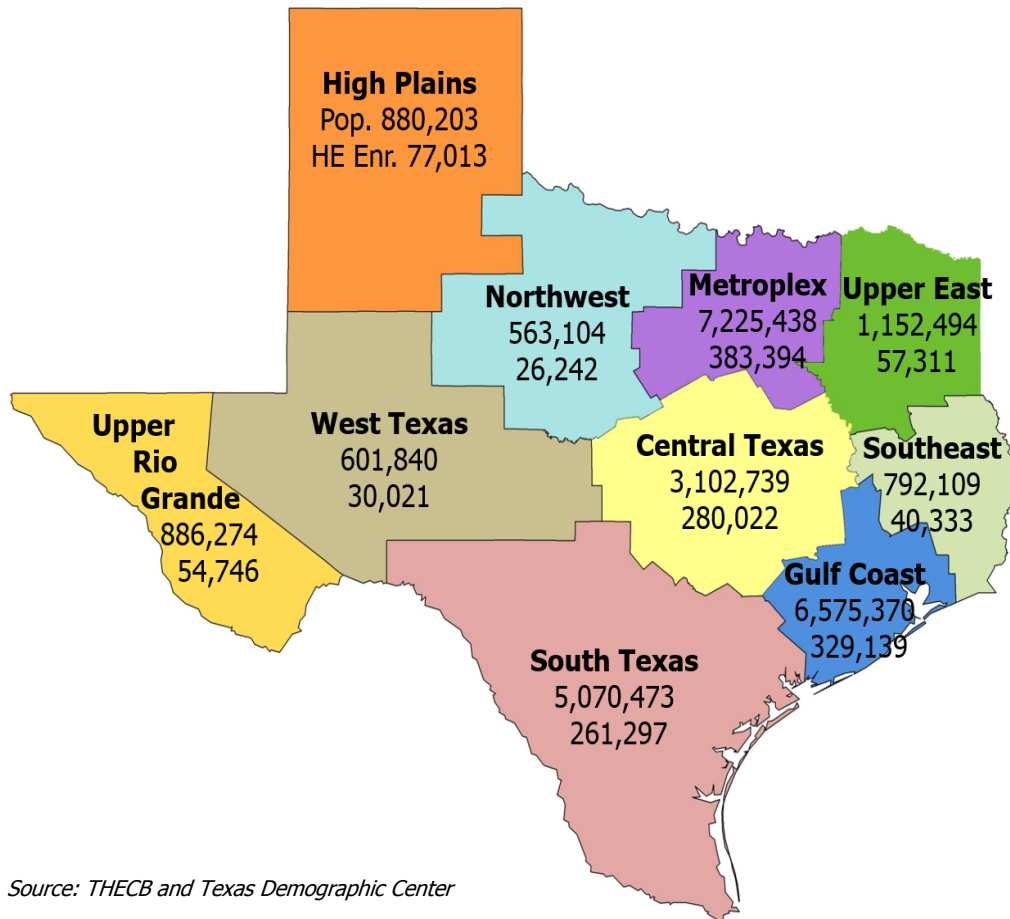 High Plains
Pop. 880,203
HE Enr. 77,013
Northwest
563,104
26,242
Metroplex
7,225,438
383,394
Upper East
1,152,494
57,311
Upper
Rio
Grande
886,274
54,746
West Texas
601,840
30,021
Central Texas
3,102,739
280,022
Southeast
792,109
40,333
Gulf Coast
6,575,370
329,139
South Texas
5,070,473
261,297
Source: THECB and Texas Demographic Center